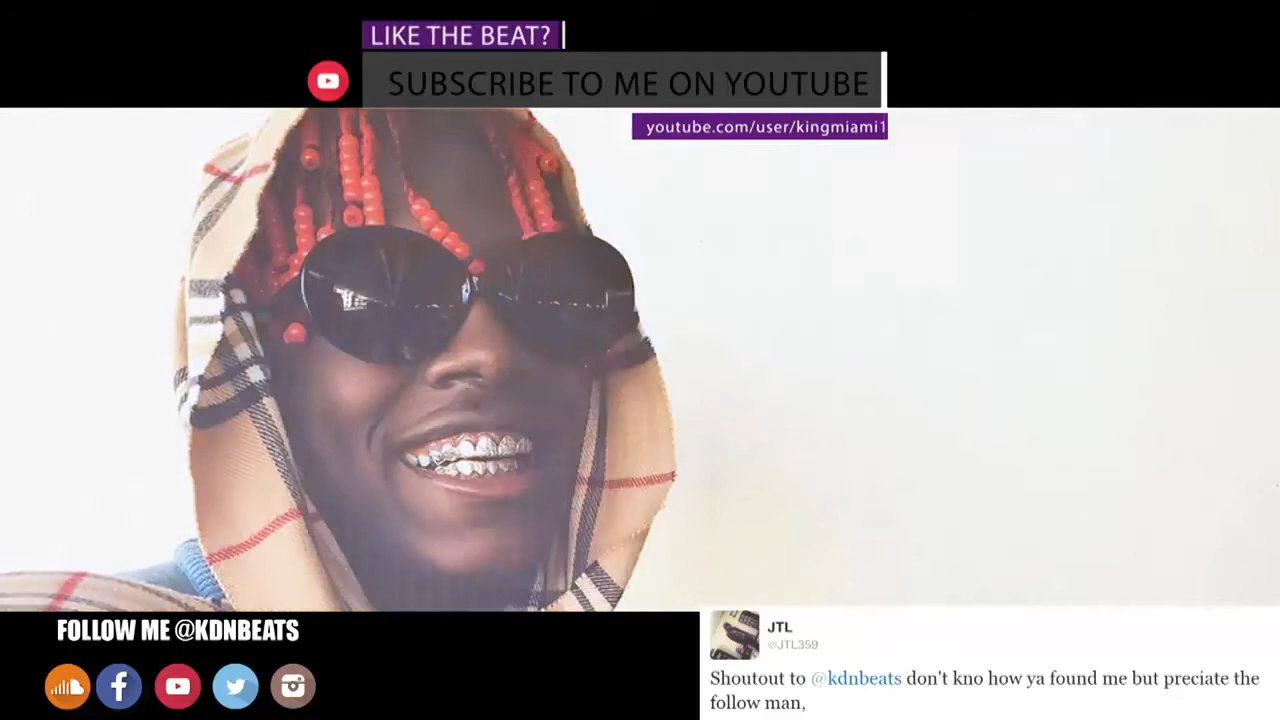 LIKE THE BEAT?
SUBSCRIBE TO ME ON YOUTUBE
youtube.com/user/kingmiami1
FOLLOW ME @KDNBEATS
JTL
@JTL359
Shoutout to @kdnbeats don't kno how ya found me but preciate the
follow man,